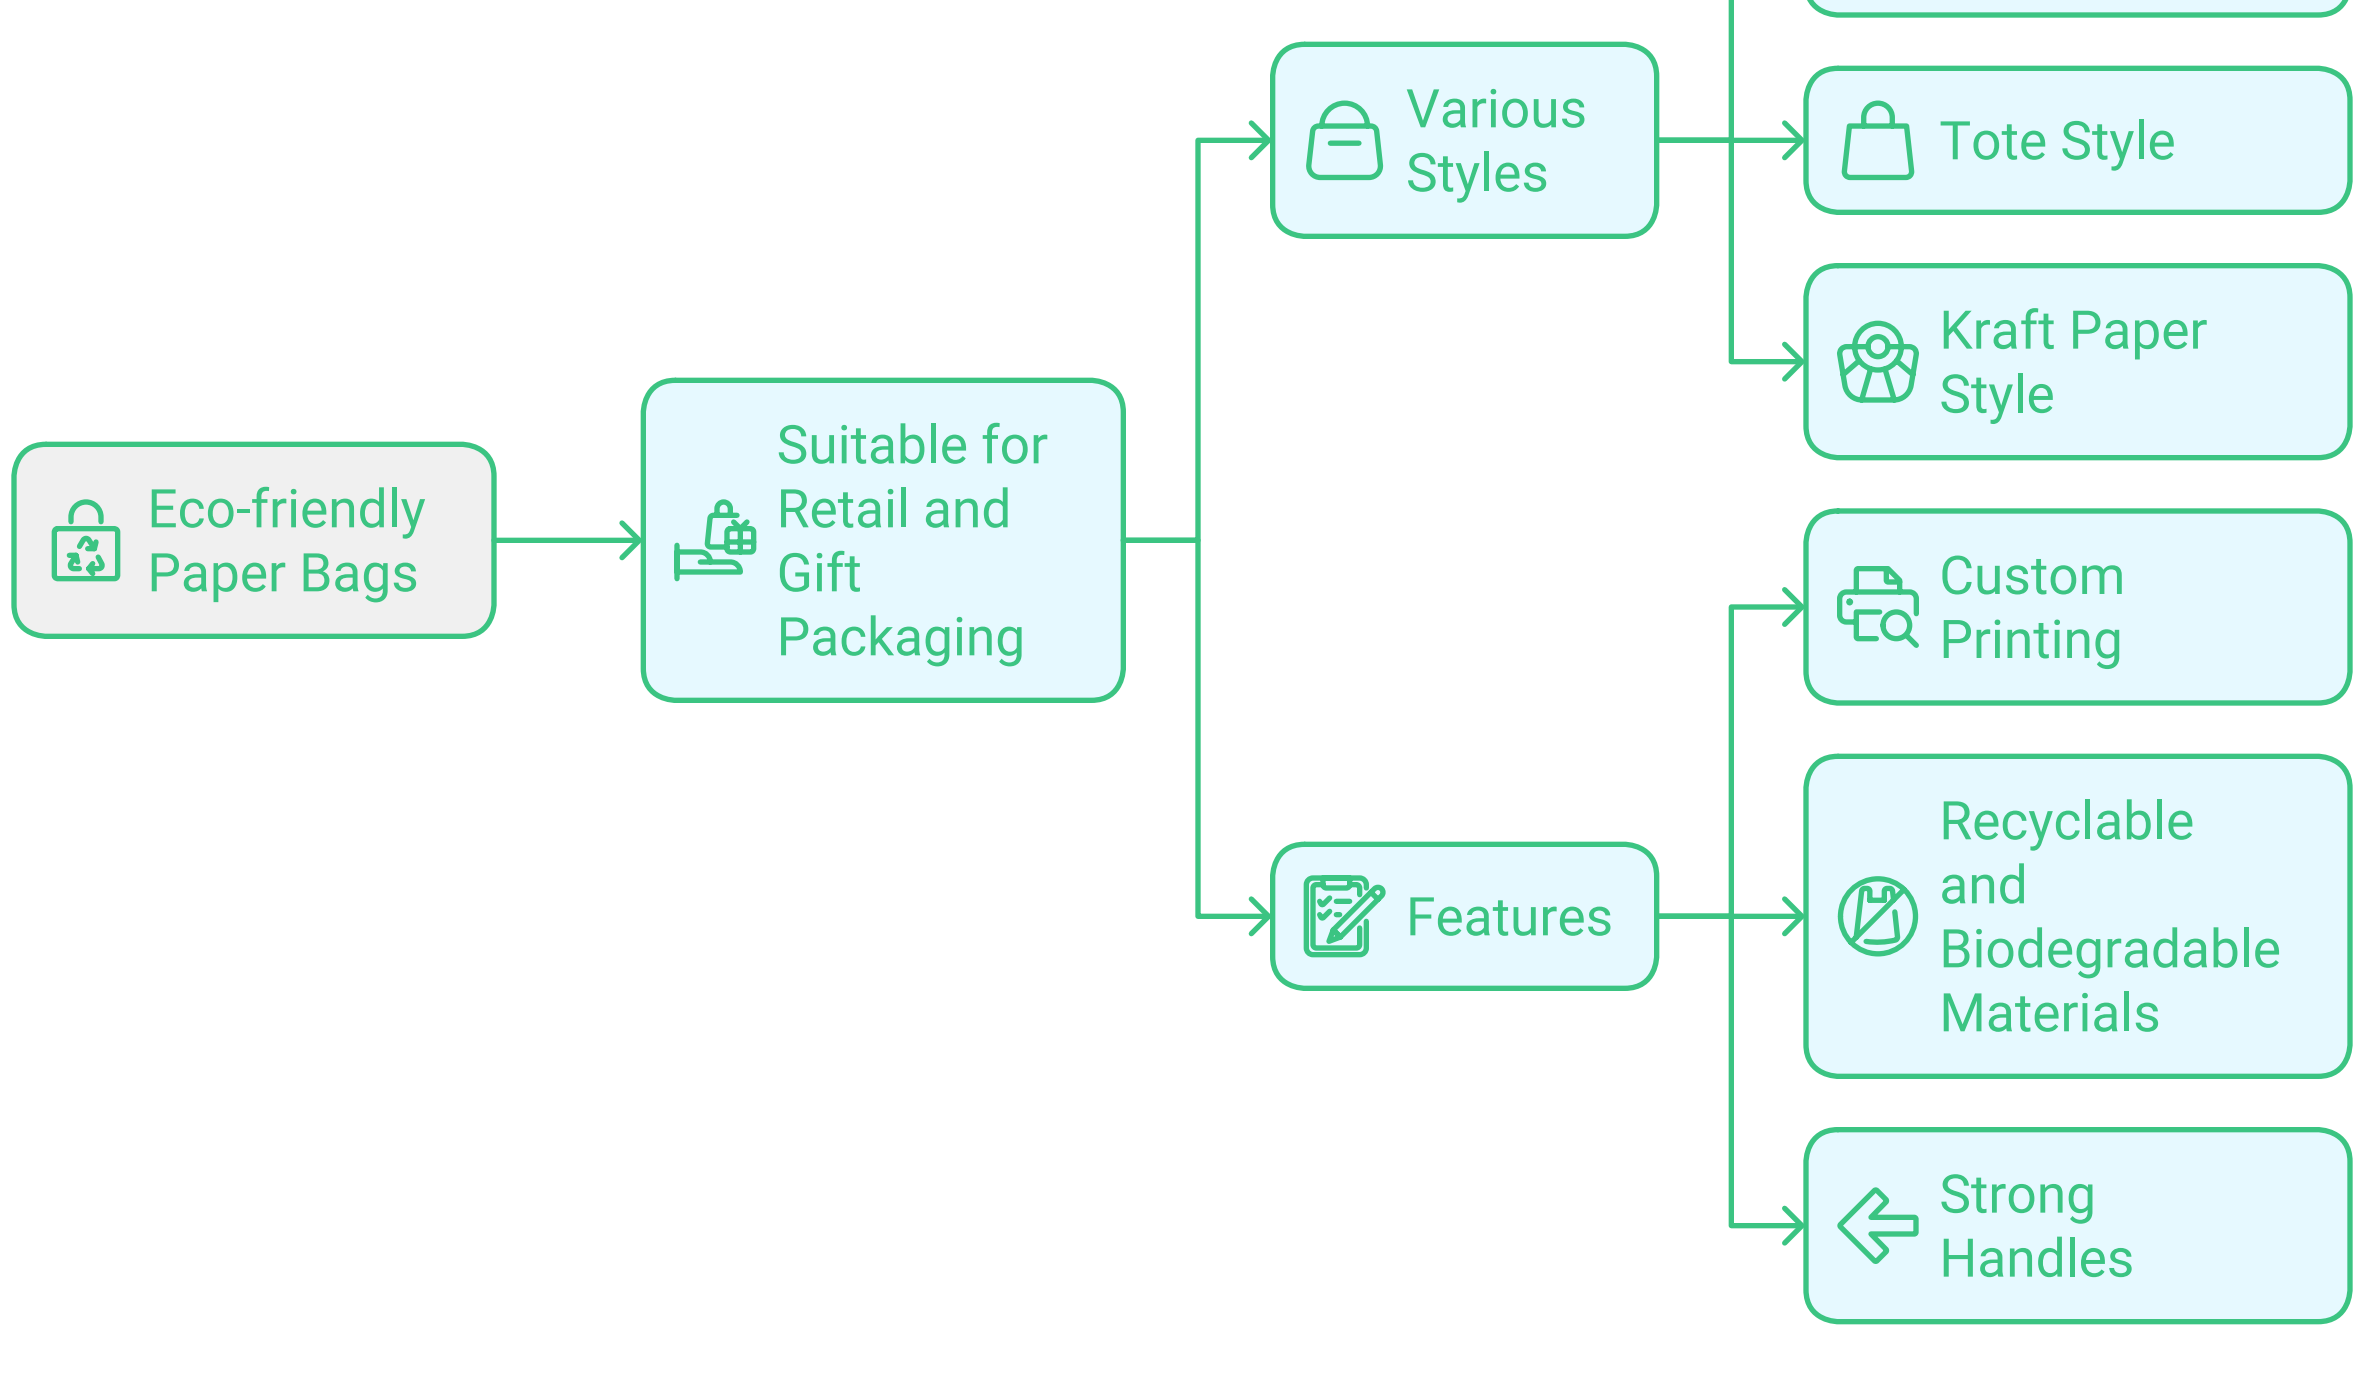 Various
Styles
Tote Style
Kraft Paper
Style
Eco-friendly
Paper Bags
Suitable for
Retail and
Gift
Packaging
Custom
Printing
Features
Recyclable
and
Biodegradable
Materials
Strong
Handles